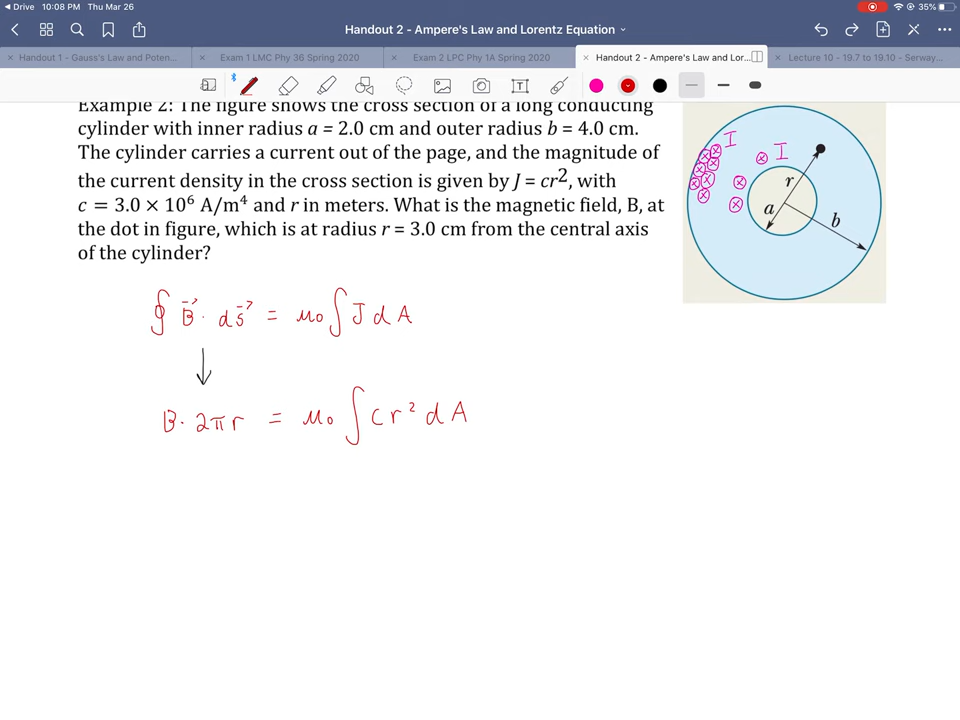 Drive 10:08 PM Thu Mar 26 35%
Handout 2 - Ampere's Law and Lorentz Equation
Handout 1 - Gauss's Law and Poten...
Exam 1 LMC Phy 36 Spring 2020
Exam 2 LPC Phy 1A Spring 2020
Handout 2 - Ampere's Law and Lor...
Lecture 10 - 19.7 to 19.10 - Serway...
Example 2: The figure shows the cross section of a long conducting
cylinder with inner radius a = 2.0 cm and outer radius b = 4.0 cm.
The cylinder carries a current out of the page, and the magnitude of
the current density in the cross section is given by J = cr², with
c = 3.0 × 10⁶ A/m⁴ and r in meters. What is the magnetic field, B, at
the dot in figure, which is at radius r = 3.0 cm from the central axis
of the cylinder?
I
I
r
a
b
∮ B⃗ · ds⃗ = μ₀ ∫ J dA
B · 2πr = μ₀ ∫ cr² dA